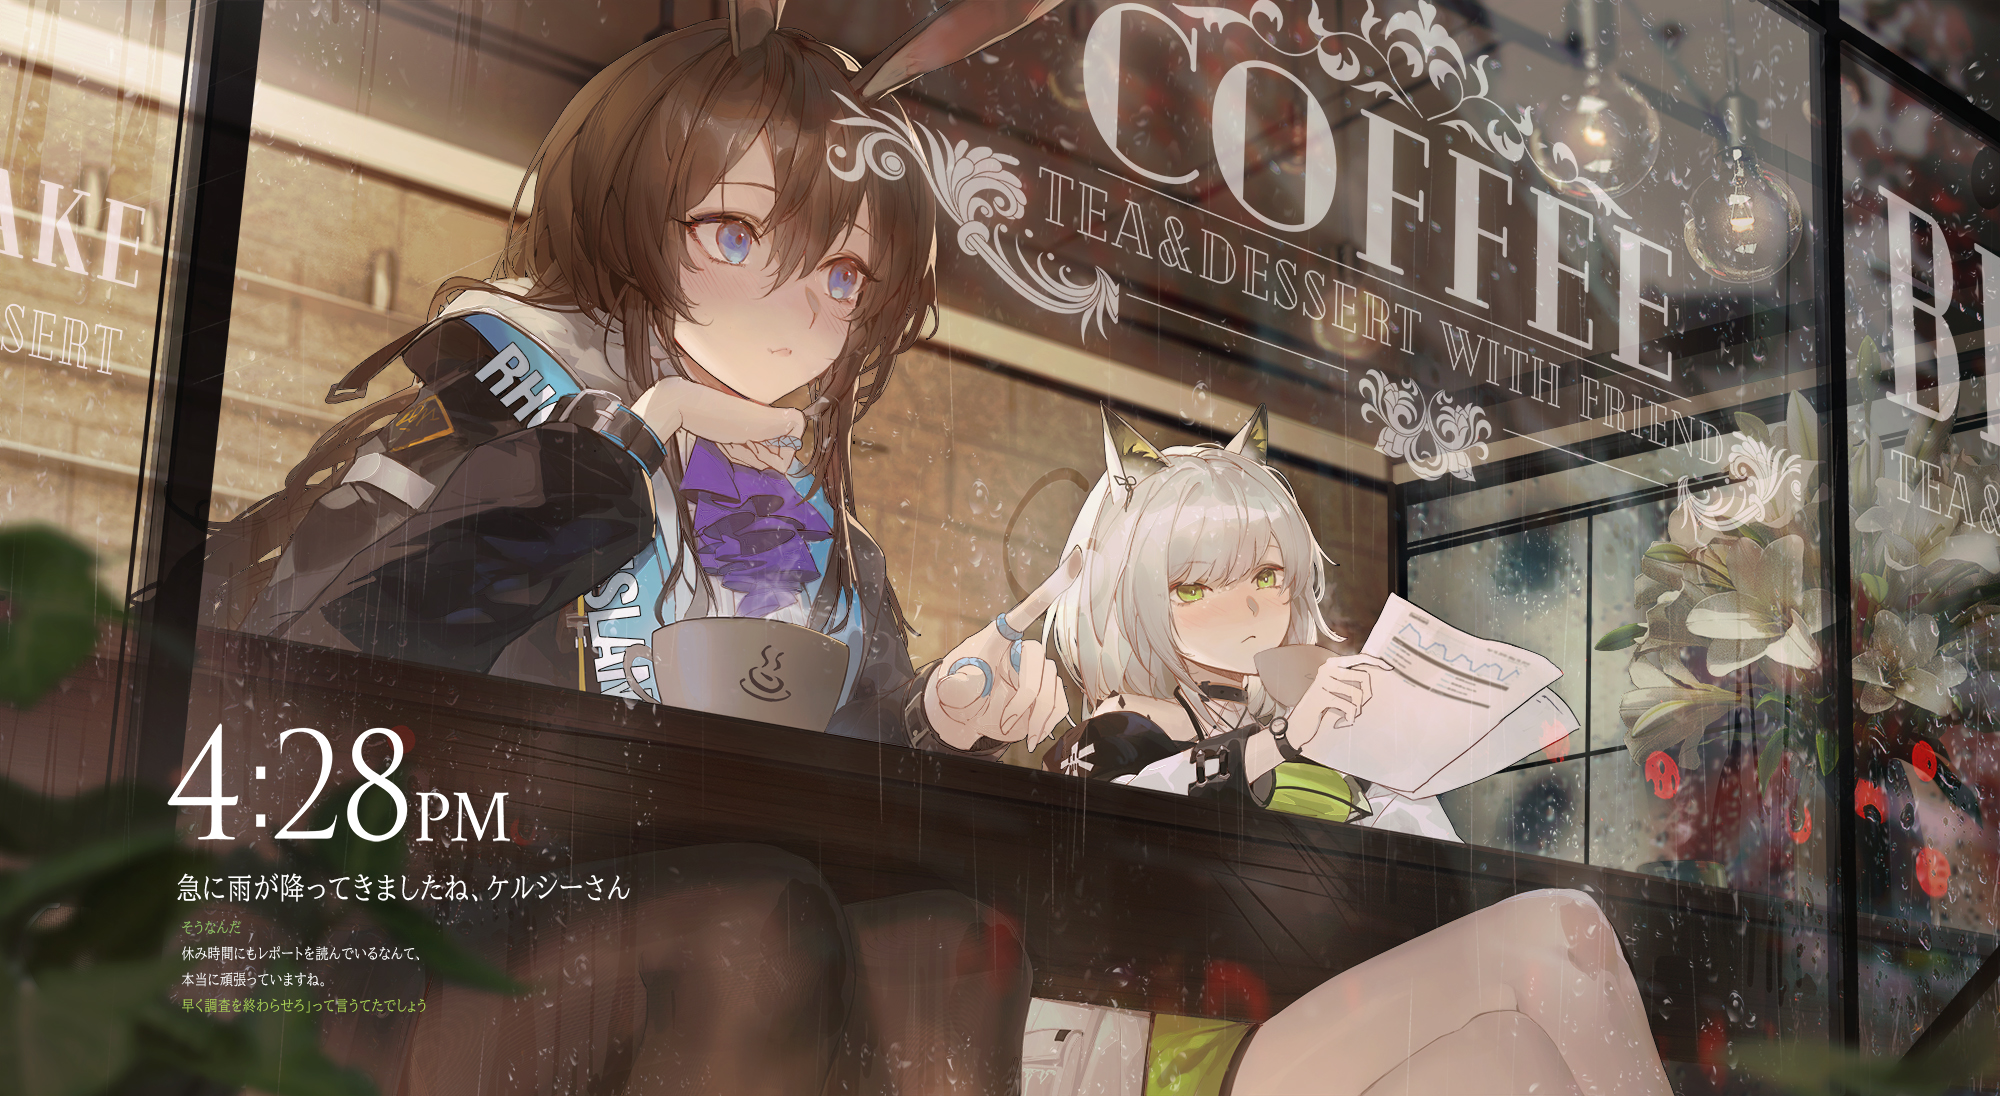 AKE
SERT
COFFEE
TEA&DESSERT WITH FRIEND
TEA&
RH
SLA
4:28PM
急に雨が降ってきましたね、ケルシーさん
そうなんだ
休み時間にもレポートを読んでいるなんて、
本当に頑張っていますね。
早く調査を終わらせろ」って言うてたでしょう